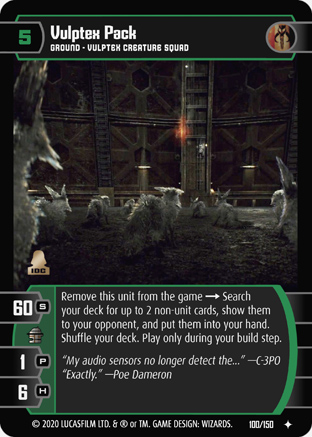 5
Vulptex Pack
GROUND - VULPTEX CREATURE SQUAD
IDC
60 S
1 P
6 H
Remove this unit from the game → Search
your deck for up to 2 non-unit cards, show them
to your opponent, and put them into your hand.
Shuffle your deck. Play only during your build step.
"My audio sensors no longer detect the..." —C-3PO
"Exactly." —Poe Dameron
© 2020 LUCASFILM LTD. & ® or TM. GAME DESIGN: WIZARDS.
100/150